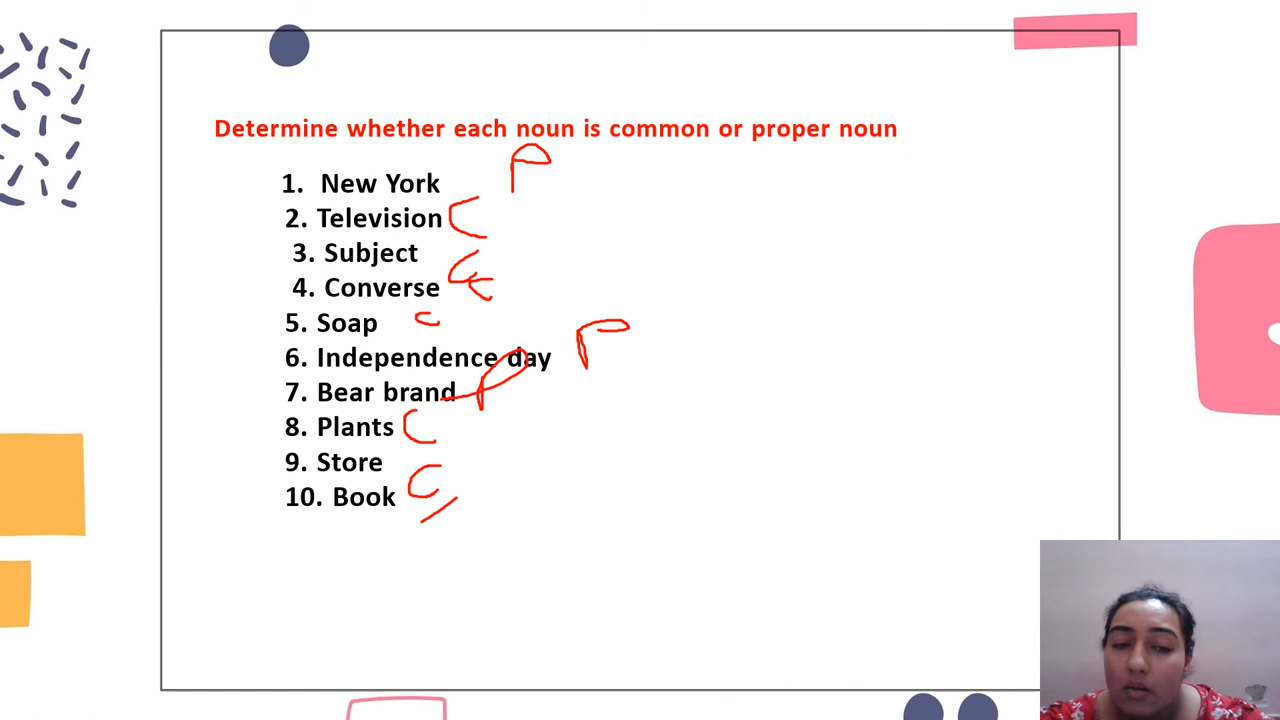 Determine whether each noun is common or proper noun
1. New York P
2. Television C
3. Subject C
4. Converse C
5. Soap c
6. Independence day P
7. Bear brand P
8. Plants C
9. Store C
10. Book